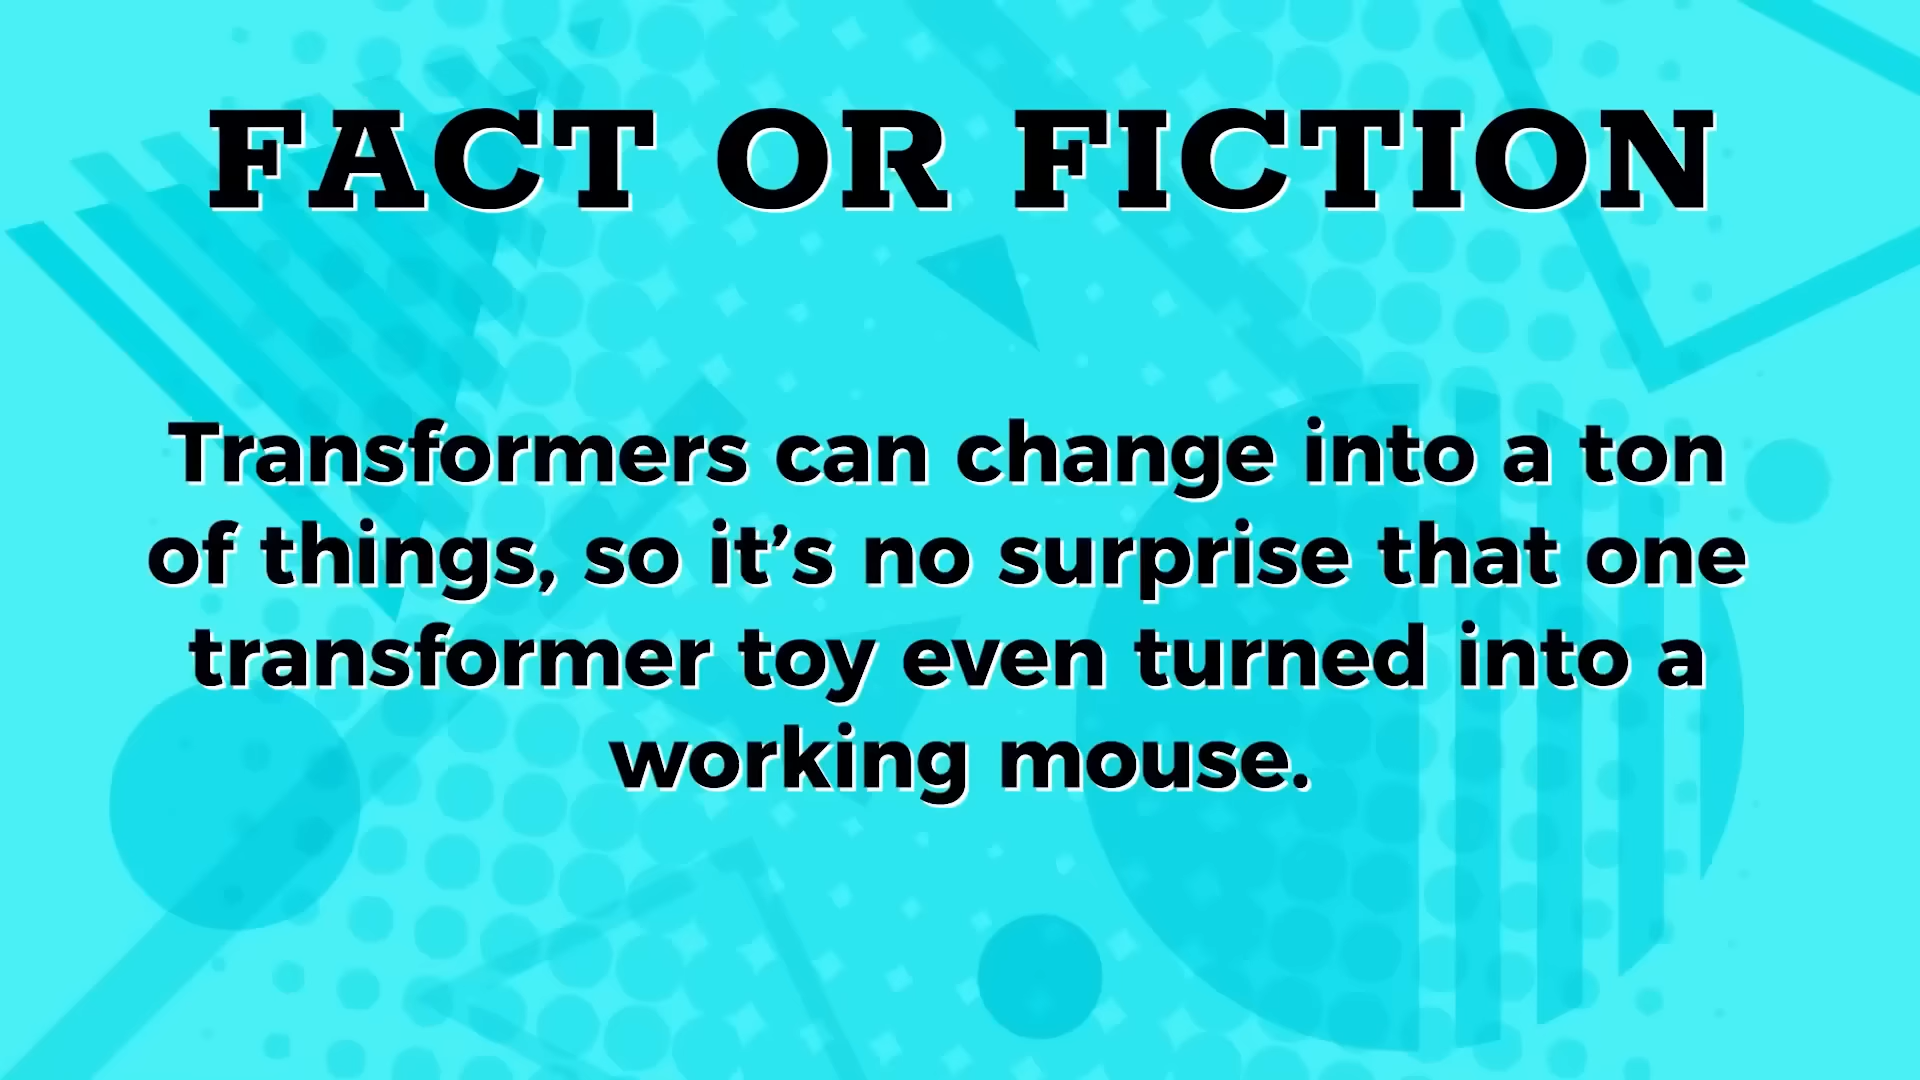 FACT OR FICTION
Transformers can change into a ton
of things, so it’s no surprise that one
transformer toy even turned into a
working mouse.